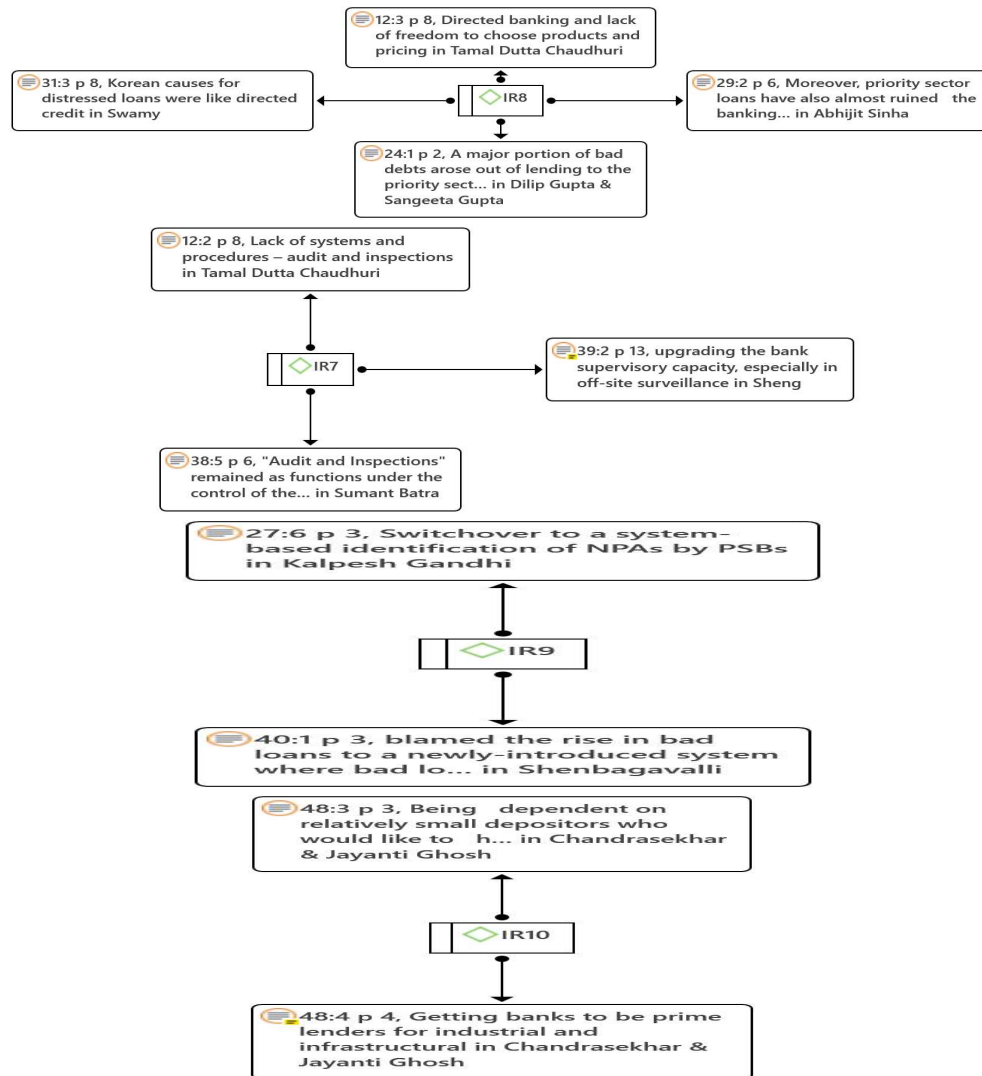 12:3 p 8, Directed banking and lack
of freedom to choose products and
pricing in Tamal Dutta Chaudhuri
31:3 p 8, Korean causes for
distressed loans were like directed
credit in Swamy
IR8
29:2 p 6, Moreover, priority sector
loans have also almost ruined the
banking... in Abhijit Sinha
24:1 p 2, A major portion of bad
debts arose out of lending to the
priority sect... in Dilip Gupta &
Sangeeta Gupta
12:2 p 8, Lack of systems and
procedures – audit and inspections
in Tamal Dutta Chaudhuri
IR7
39:2 p 13, upgrading the bank
supervisory capacity, especially in
off-site surveillance in Sheng
38:5 p 6, "Audit and Inspections"
remained as functions under the
control of the... in Sumant Batra
27:6 p 3, Switchover to a system-
based identification of NPAs by PSBs
in Kalpesh Gandhi
IR9
40:1 p 3, blamed the rise in bad
loans to a newly-introduced system
where bad lo... in Shenbagavalli
48:3 p 3, Being dependent on
relatively small depositors who
would like to h... in Chandrasekhar
& Jayanti Ghosh
IR10
48:4 p 4, Getting banks to be prime
lenders for industrial and
infrastructural in Chandrasekhar &
Jayanti Ghosh